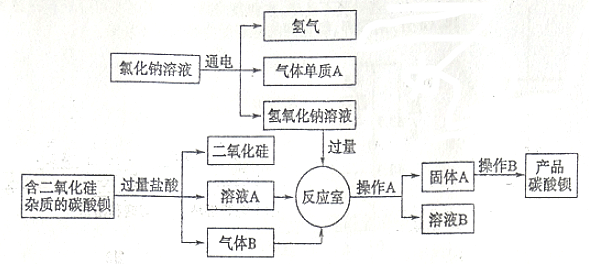 氢气
氯化钠溶液
通电
气体单质A
氢氧化钠溶液
过量
二氧化硅
含二氧化硅
杂质的碳酸钡
过量盐酸
溶液A
反应室
操作A
固体A
操作B
产品
碳酸钡
溶液B
气体B